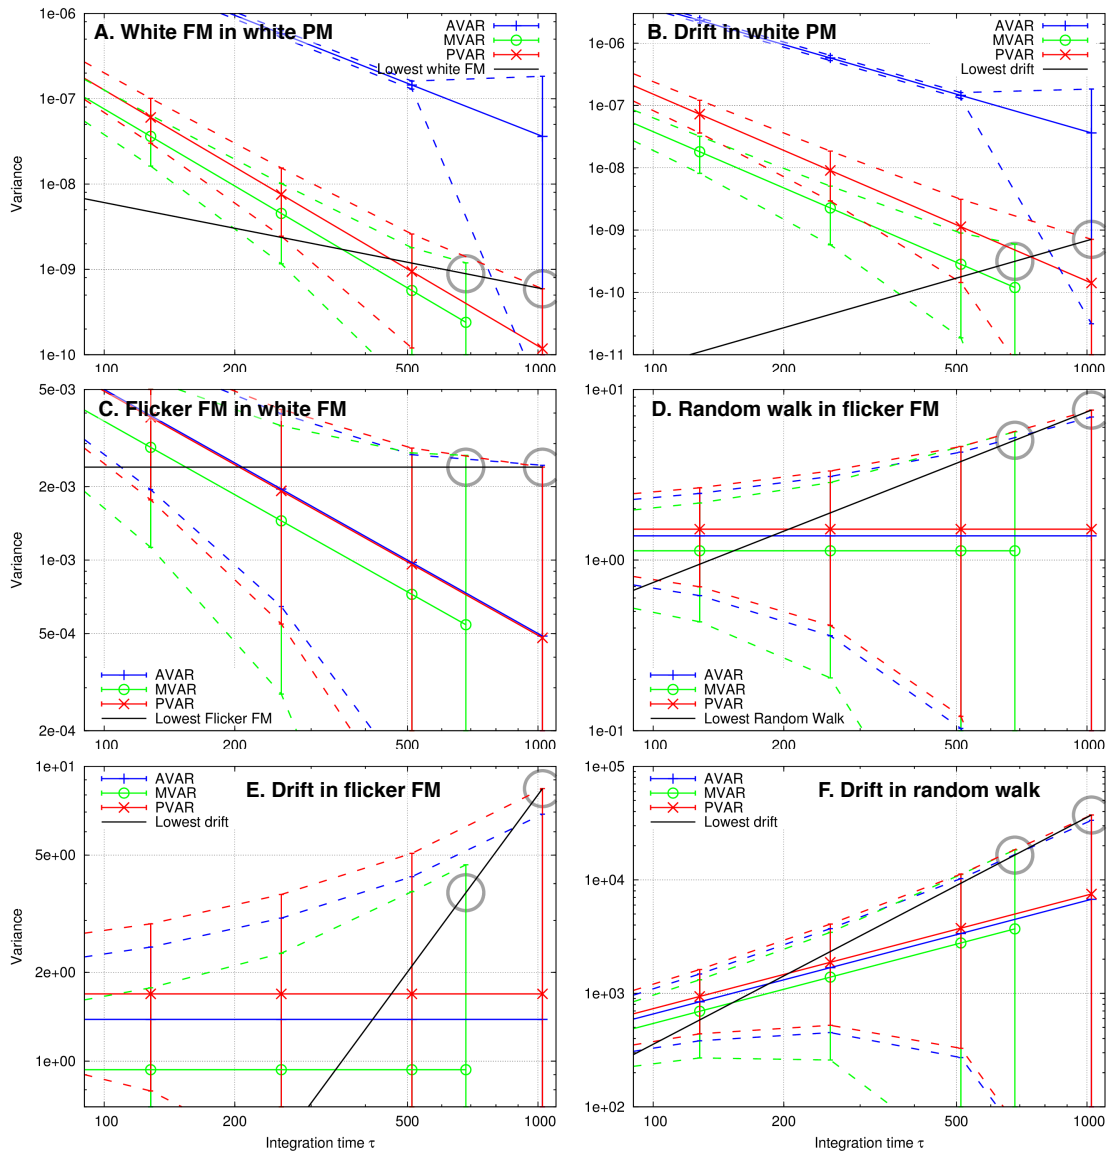 A. White FM in white PM
AVAR
MVAR
PVAR
Lowest white FM
Variance
1e-06
1e-07
1e-08
1e-09
1e-10
100
200
500
1000
B. Drift in white PM
AVAR
MVAR
PVAR
Lowest drift
1e-06
1e-07
1e-08
1e-09
1e-10
1e-11
100
200
500
1000
C. Flicker FM in white FM
AVAR
MVAR
PVAR
Lowest Flicker FM
Variance
5e-03
2e-03
1e-03
5e-04
2e-04
100
200
500
1000
D. Random walk in flicker FM
AVAR
MVAR
PVAR
Lowest Random Walk
1e+01
1e+00
1e-01
100
200
500
1000
E. Drift in flicker FM
AVAR
MVAR
PVAR
Lowest drift
Variance
1e+01
5e+00
2e+00
1e+00
100
200
500
1000
Integration time τ
F. Drift in random walk
AVAR
MVAR
PVAR
Lowest drift
1e+05
1e+04
1e+03
1e+02
100
200
500
1000
Integration time τ